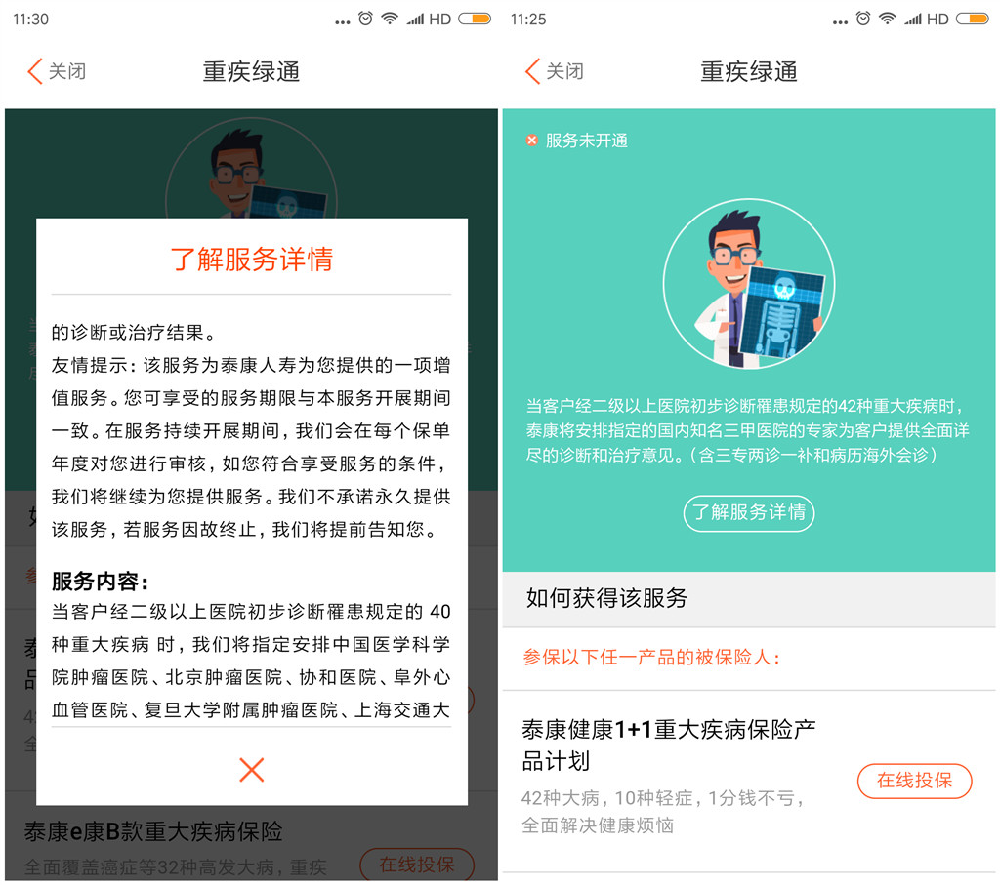 11:30
... HD
关闭
重疾绿通
了解服务详情
的诊断或治疗结果。
友情提示：该服务为泰康人寿为您提供的一项增
值服务。您可享受的服务期限与本服务开展期间
一致。在服务持续开展期间，我们会在每个保单
年度对您进行审核，如您符合享受服务的条件，
我们将继续为您提供服务。我们不承诺永久提供
该服务，若服务因故终止，我们将提前告知您。
服务内容：
当客户经二级以上医院初步诊断罹患规定的 40
种重大疾病 时，我们将指定安排中国医学科学
院肿瘤医院、北京肿瘤医院、协和医院、阜外心
血管医院、复旦大学附属肿瘤医院、上海交通大
泰康e康B款重大疾病保险
全面覆盖癌症等32种高发大病，重疾
在线投保
11:25
... HD
关闭
重疾绿通
服务未开通
当客户经二级以上医院初步诊断罹患规定的42种重大疾病时，
泰康将安排指定的国内知名三甲医院的专家为客户提供全面详
尽的诊断和治疗意见。（含三专两诊一补和病历海外会诊）
了解服务详情
如何获得该服务
参保以下任一产品的被保险人：
泰康健康1+1重大疾病保险产
品计划
42种大病，10种轻症，1分钱不亏，
全面解决健康烦恼
在线投保